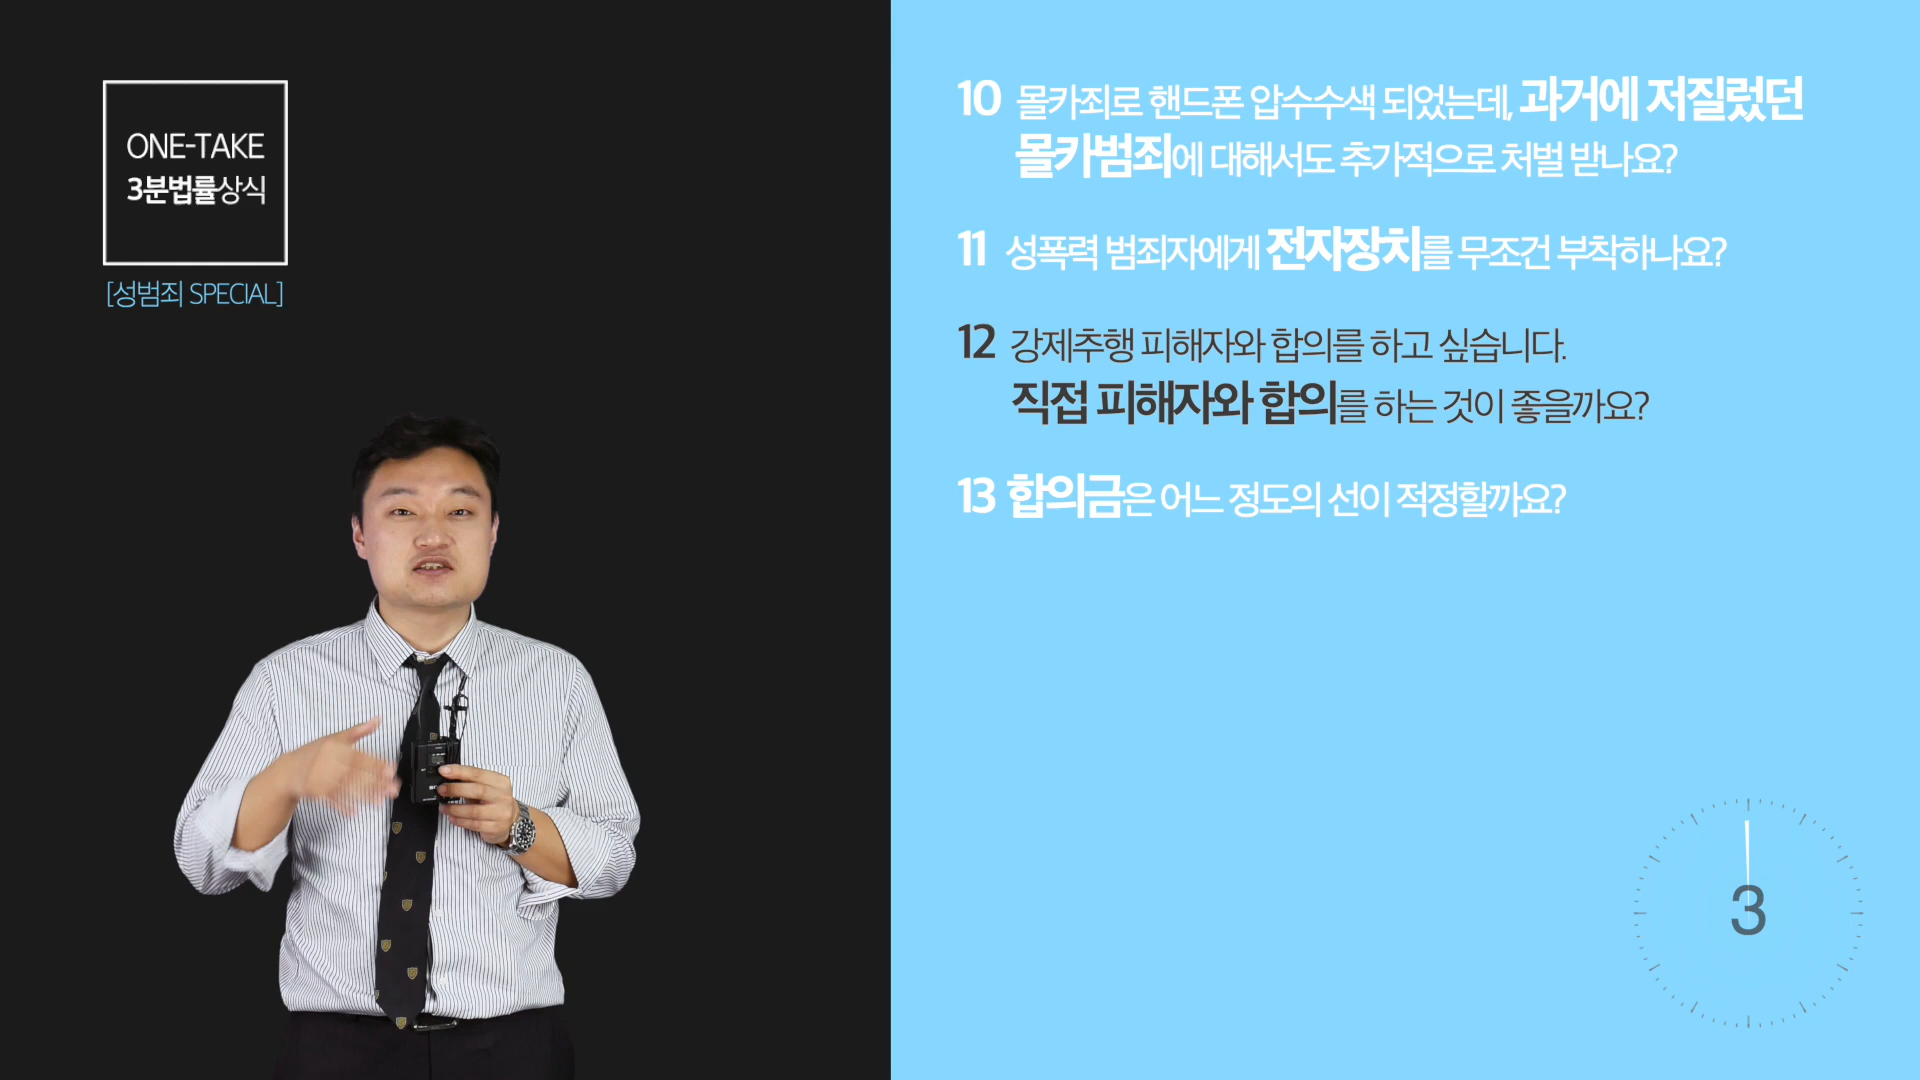 ONE-TAKE
3분법률상식
[성범죄 SPECIAL]
10 몰카죄로 핸드폰 압수수색 되었는데, 과거에 저질렀던
몰카범죄에 대해서도 추가적으로 처벌 받나요?
11 성폭력 범죄자에게 전자장치를 무조건 부착하나요?
12 강제추행 피해자와 합의를 하고 싶습니다.
직접 피해자와 합의를 하는 것이 좋을까요?
13 합의금은 어느 정도의 선이 적정할까요?
3